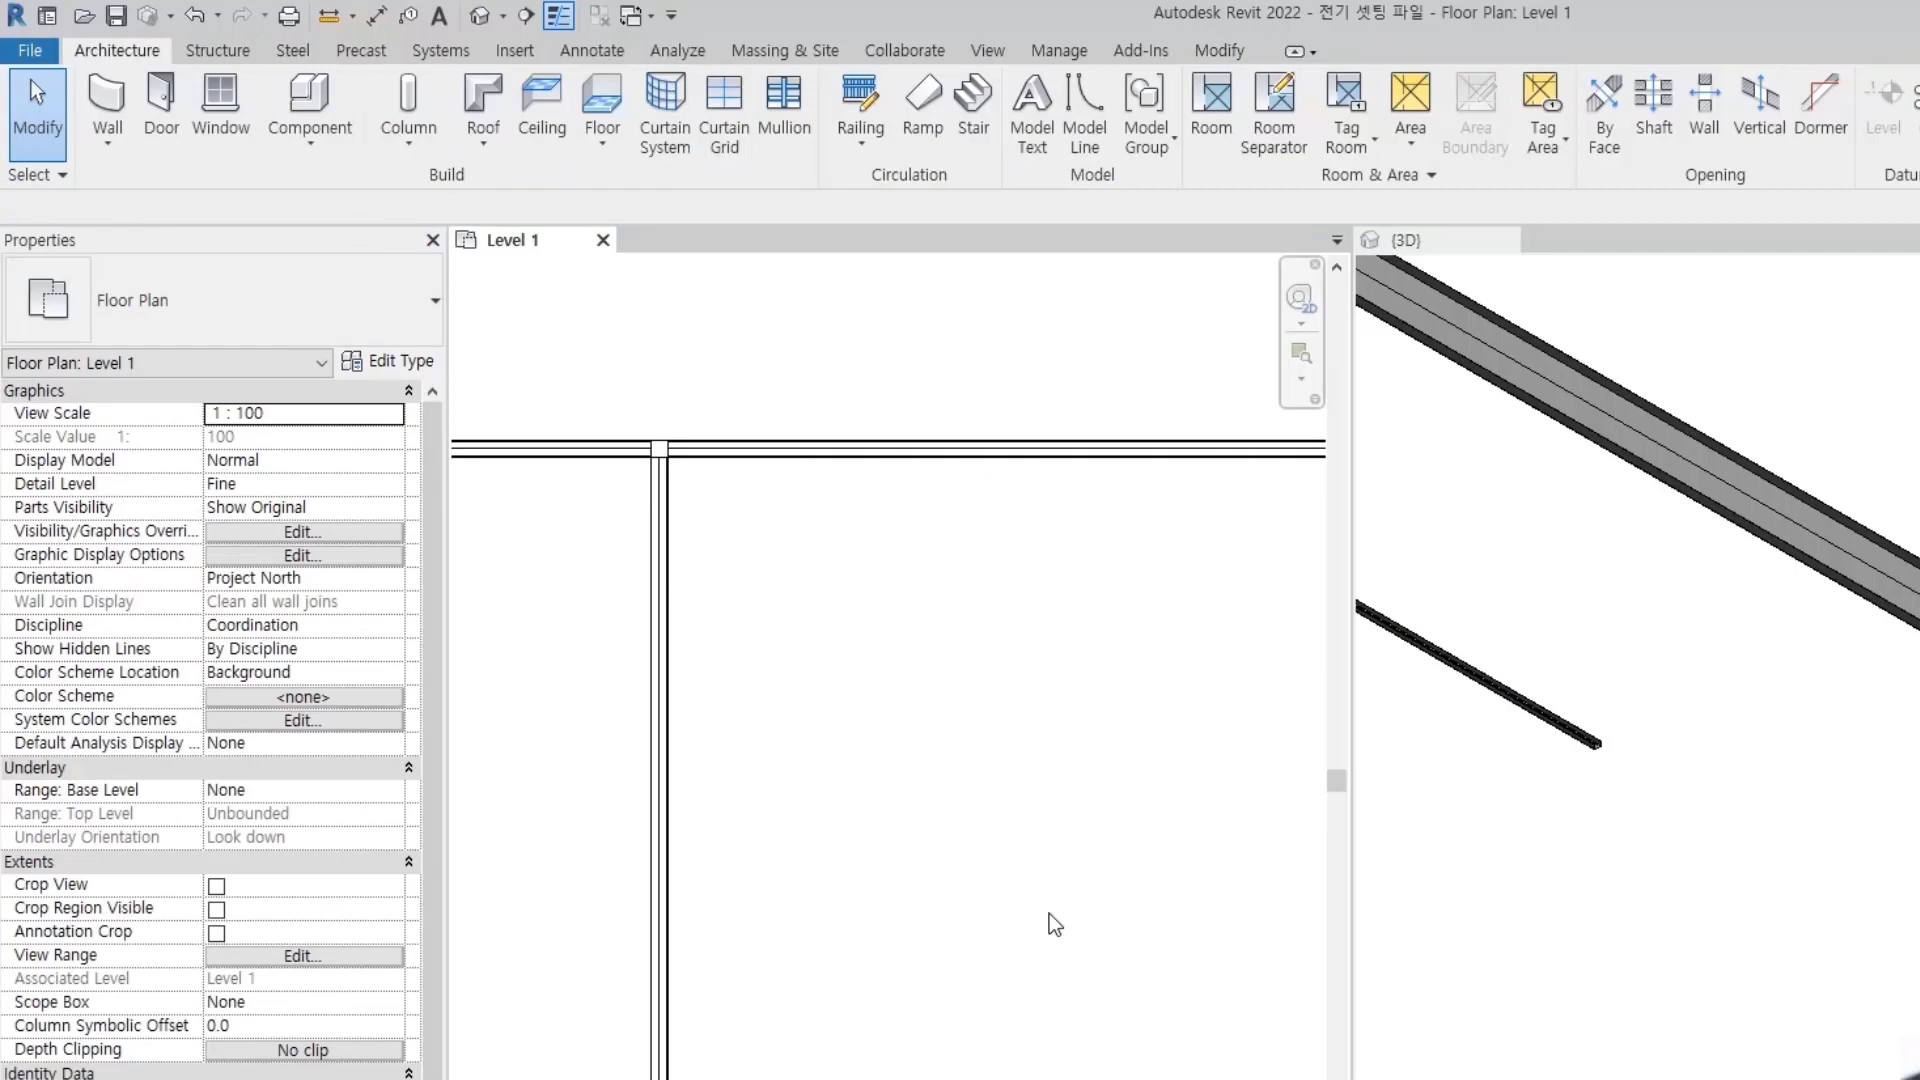 Autodesk Revit 2022 - 전기 셋팅 파일 - Floor Plan: Level 1
File Architecture Structure Steel Precast Systems Insert Annotate Analyze Massing & Site Collaborate View Manage Add-Ins Modify
Modify Wall Door Window Component Column Roof Ceiling Floor Curtain System Curtain Grid Mullion Railing Ramp Stair Model Text Model Line Model Group Room Room Separator Tag Room Area Area Boundary Tag Area By Face Shaft Wall Vertical Dormer Level
Select Build Circulation Model Room & Area Opening
Properties
Level 1
{3D}
2D
Floor Plan
Floor Plan: Level 1 Edit Type
Graphics
View Scale 1 : 100
Scale Value 1: 100
Display Model Normal
Detail Level Fine
Parts Visibility Show Original
Visibility/Graphics Overri... Edit...
Graphic Display Options Edit...
Orientation Project North
Wall Join Display Clean all wall joins
Discipline Coordination
Show Hidden Lines By Discipline
Color Scheme Location Background
Color Scheme <none>
System Color Schemes Edit...
Default Analysis Display ... None
Underlay
Range: Base Level None
Range: Top Level Unbounded
Underlay Orientation Look down
Extents
Crop View
Crop Region Visible
Annotation Crop
View Range Edit...
Associated Level Level 1
Scope Box None
Column Symbolic Offset 0.0
Depth Clipping No clip
Identity Data